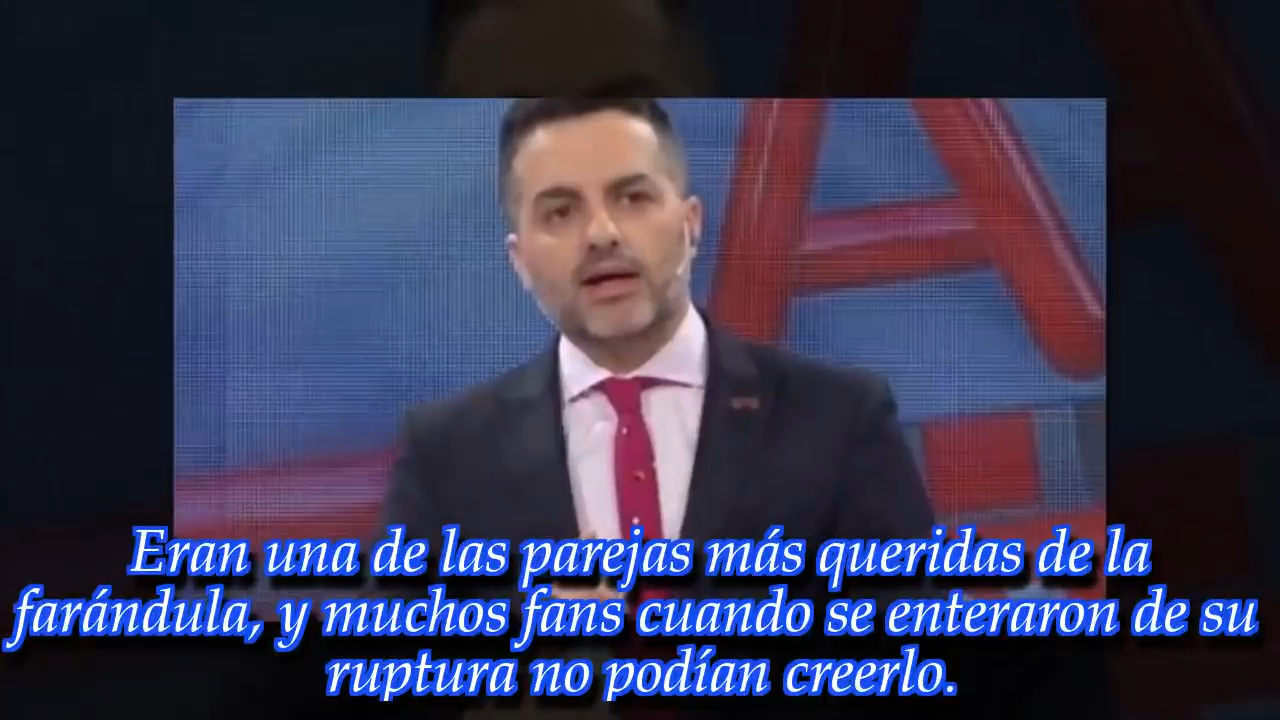 Eran una de las parejas más queridas de la
farándula, y muchos fans cuando se enteraron de su
ruptura no podían creerlo.